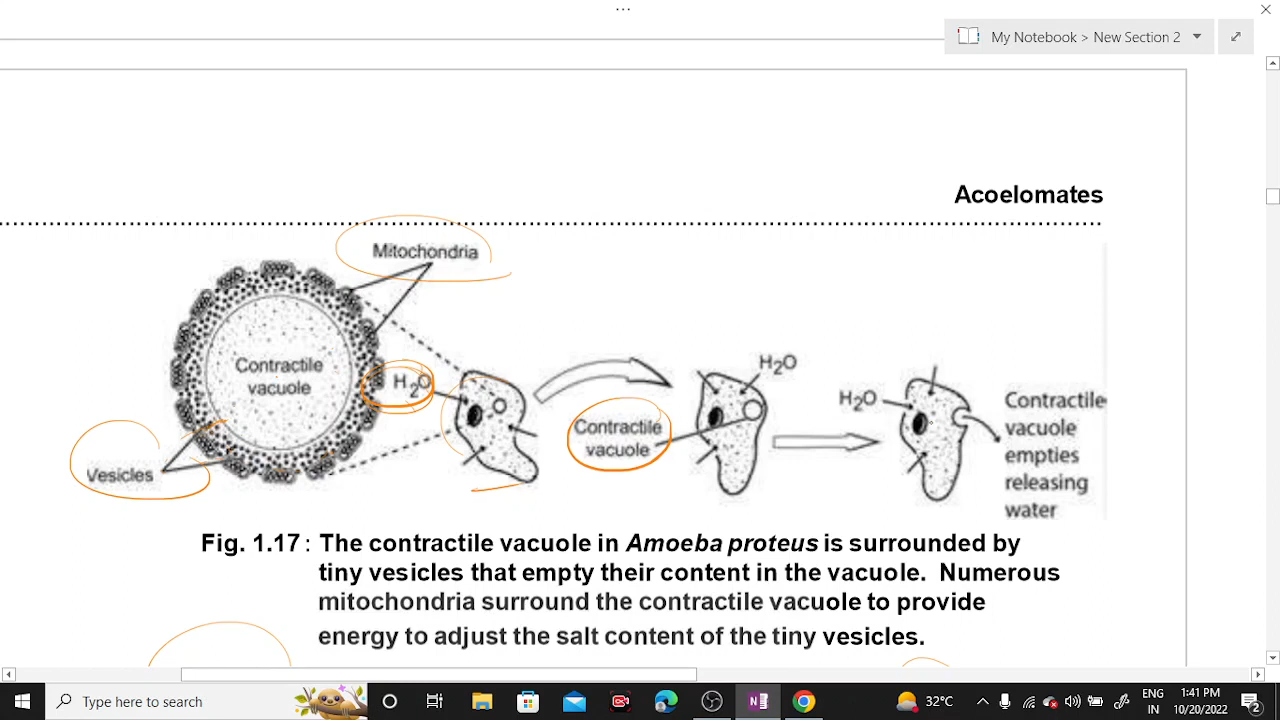 ...
My Notebook > New Section 2
Acoelomates
Mitochondria
Contractile
vacuole
H2O
Vesicles
Contractile
vacuole
H2O
H2O
Contractile
vacuole
empties
releasing
water
Fig. 1.17: The contractile vacuole in Amoeba proteus is surrounded by
tiny vesicles that empty their content in the vacuole. Numerous
mitochondria surround the contractile vacuole to provide
energy to adjust the salt content of the tiny vesicles.
Type here to search
32°C
ENG
IN
1:41 PM
10/20/2022
2